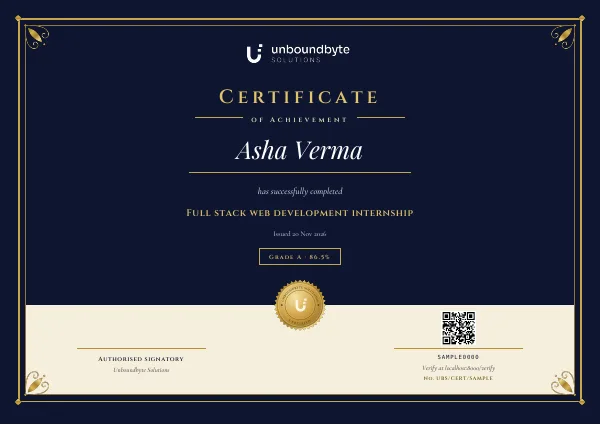 unboundbyte
SOLUTIONS
CERTIFICATE
OF ACHIEVEMENT
Asha Verma
has successfully completed
FULL STACK WEB DEVELOPMENT INTERNSHIP
Issued 20 Nov 2026
GRADE A · 86.5%
AUTHORISED SIGNATORY
Unboundbyte Solutions
SAMPLE0000
Verify at localhost:8000/verify
NO: UBS/CERT/SAMPLE